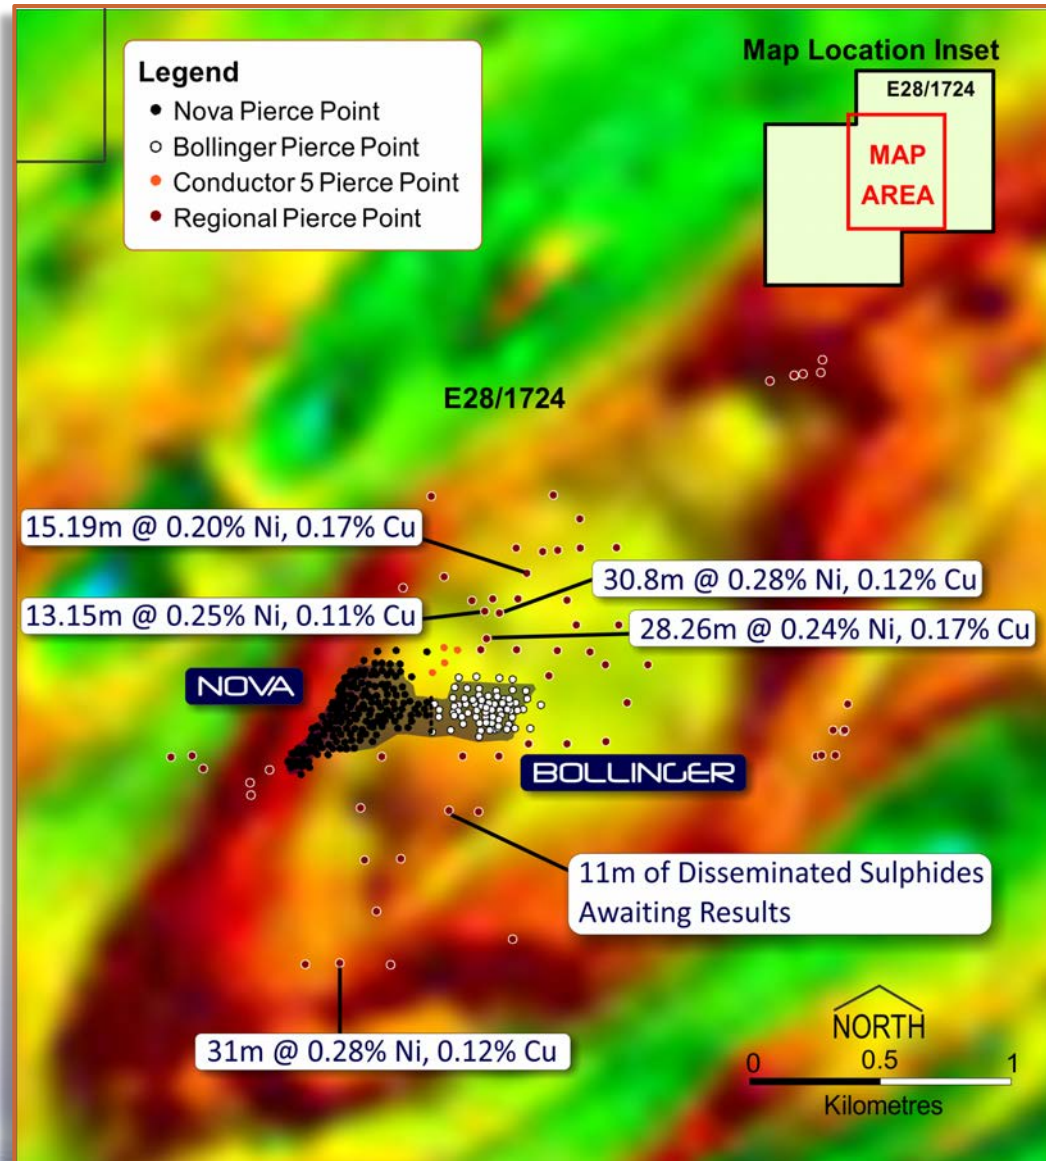 Legend
Nova Pierce Point
Bollinger Pierce Point
Conductor 5 Pierce Point
Regional Pierce Point
Map Location Inset
E28/1724
MAP
AREA
E28/1724
15.19m @ 0.20% Ni, 0.17% Cu
30.8m @ 0.28% Ni, 0.12% Cu
13.15m @ 0.25% Ni, 0.11% Cu
28.26m @ 0.24% Ni, 0.17% Cu
NOVA
BOLLINGER
11m of Disseminated Sulphides
Awaiting Results
31m @ 0.28% Ni, 0.12% Cu
NORTH
0 0.5 1
Kilometres